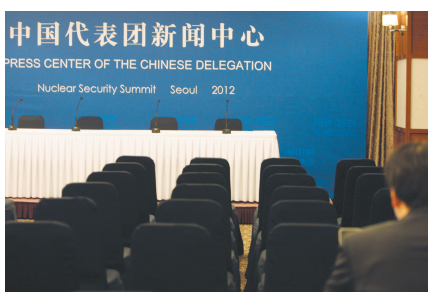 中国代表团新闻中心
PRESS CENTER OF THE CHINESE DELEGATION
Nuclear Security Summit Seoul 2012